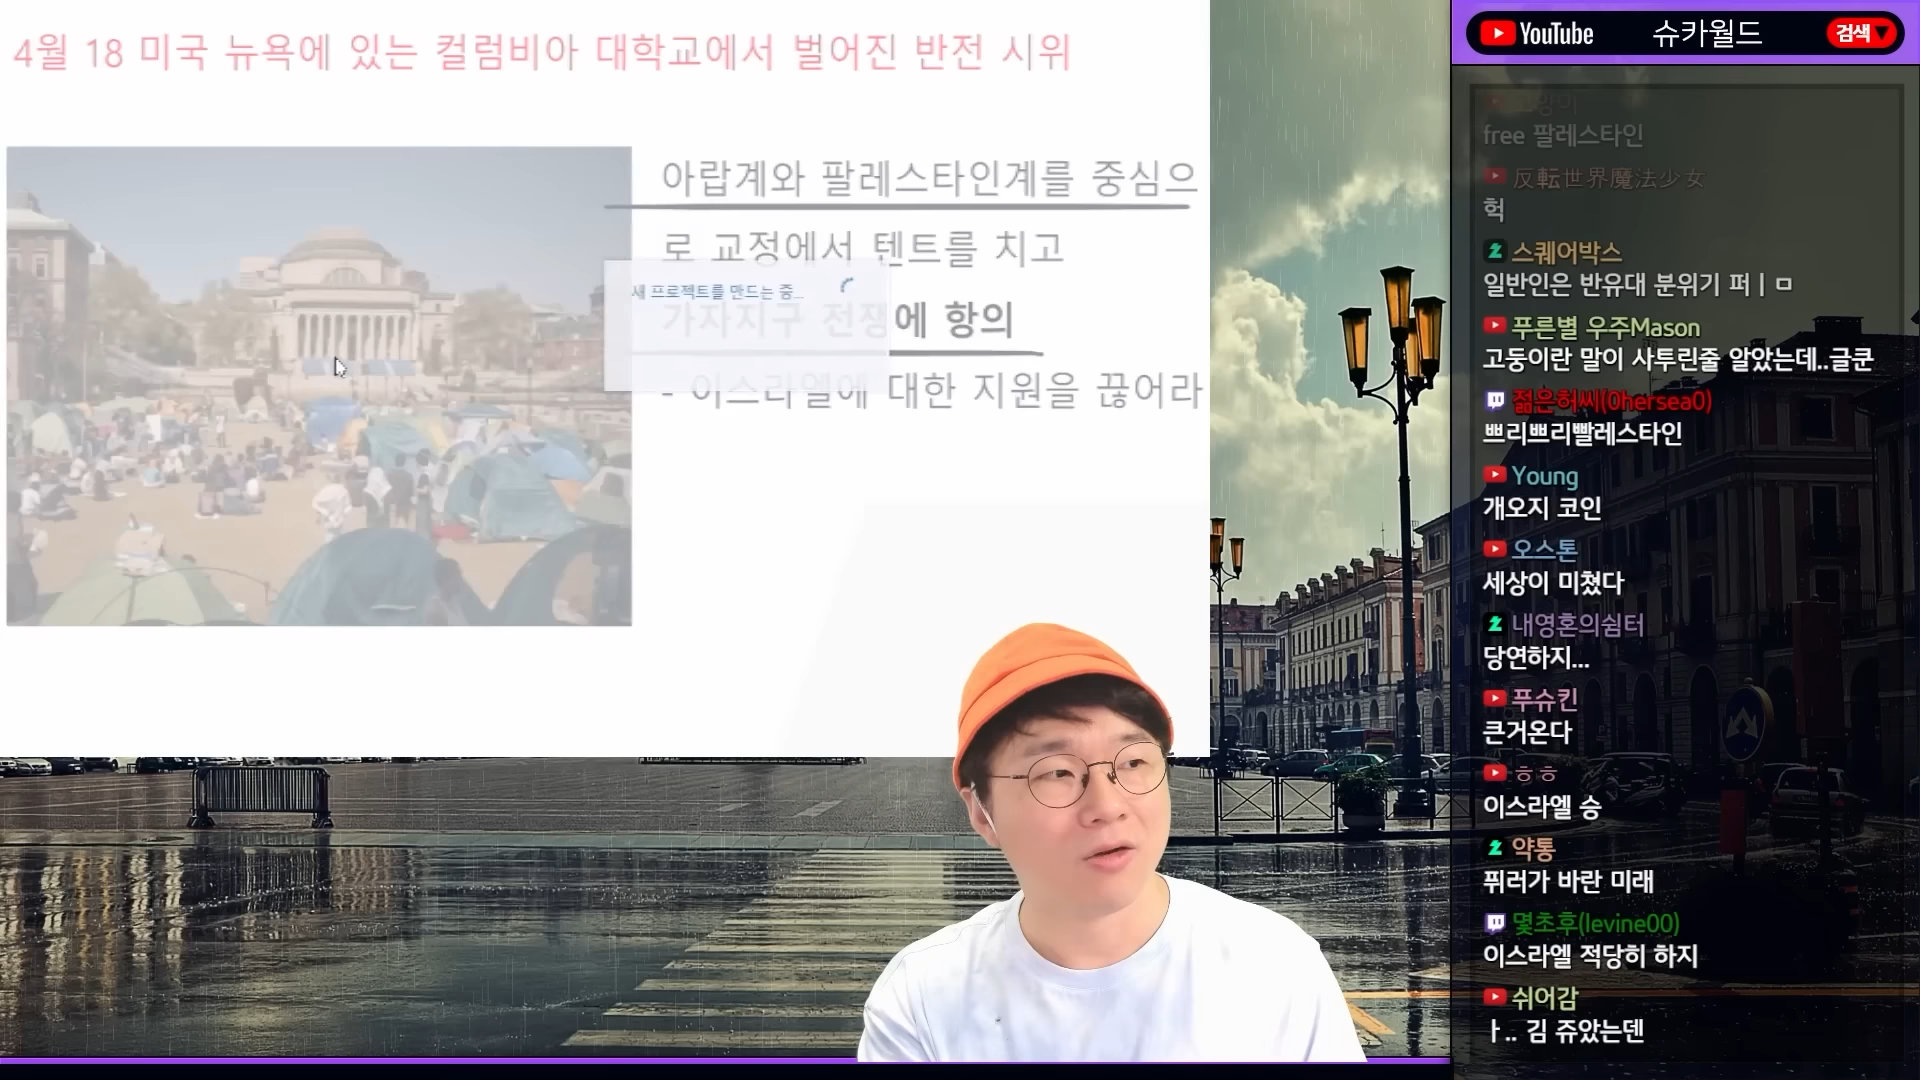 4월 18 미국 뉴욕에 있는 컬럼비아 대학교에서 벌어진 반전 시위
아랍계와 팔레스타인계를 중심으
로 교정에서 텐트를 치고
새 프로젝트를 만드는 중...
가자지구 전쟁에 항의
- 이스라엘에 대한 지원을 끊어라
YouTube
슈카월드
검색
free 팔레스타인
反転世界魔法少女
헉
스퀘어박스
일반인은 반유대 분위기 퍼ㅣㅁ
푸른별 우주Mason
고둥이란 말이 사투린줄 알았는데..글쿤
젊은허씨(0hersea0)
쁘리쁘리빨레스타인
Young
개오지 코인
오스톤
세상이 미쳤다
내영혼의쉼터
당연하지...
푸슈킨
큰거온다
ㅎㅎ
이스라엘 승
약통
퓌러가 바란 미래
몇초후(levine00)
이스라엘 적당히 하지
쉬어감
ㅏ.. 김 쥬았는덴